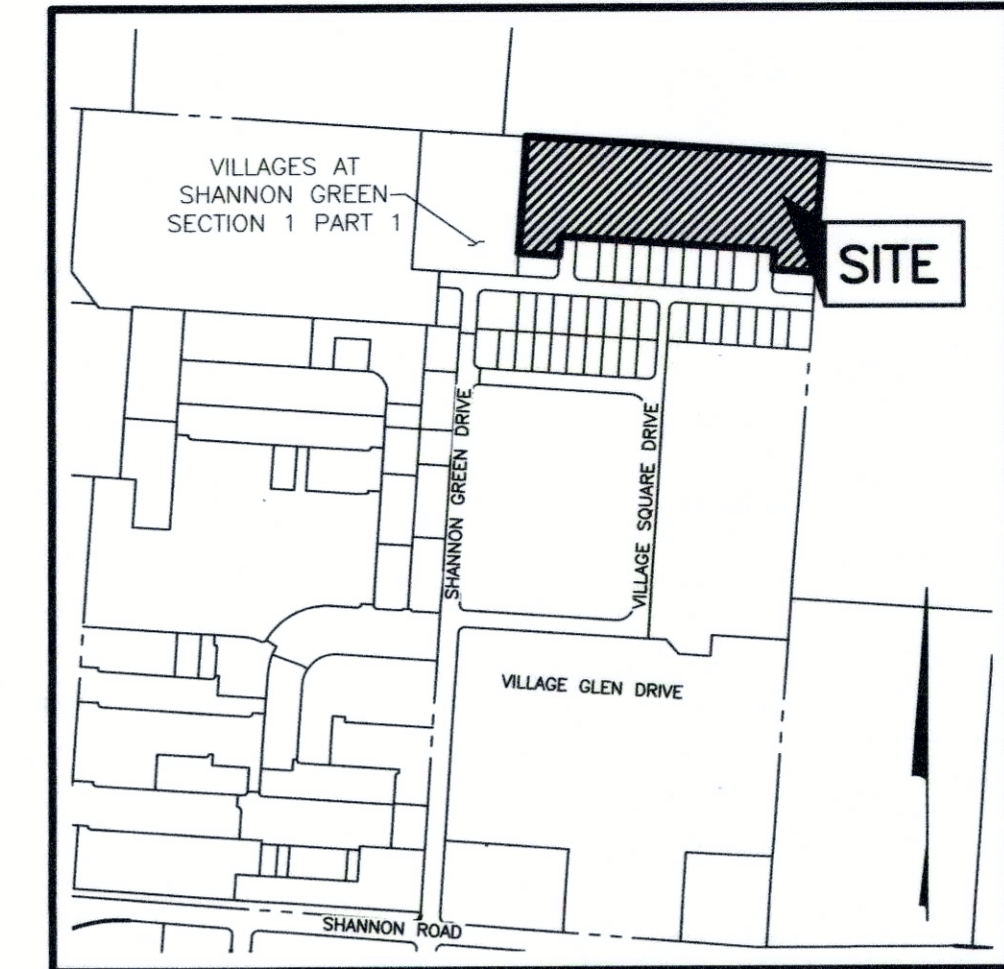 VILLAGES AT
SHANNON GREEN
SECTION 1 PART 1
SITE
SHANNON GREEN DRIVE
VILLAGE SQUARE DRIVE
VILLAGE GLEN DRIVE
SHANNON ROAD